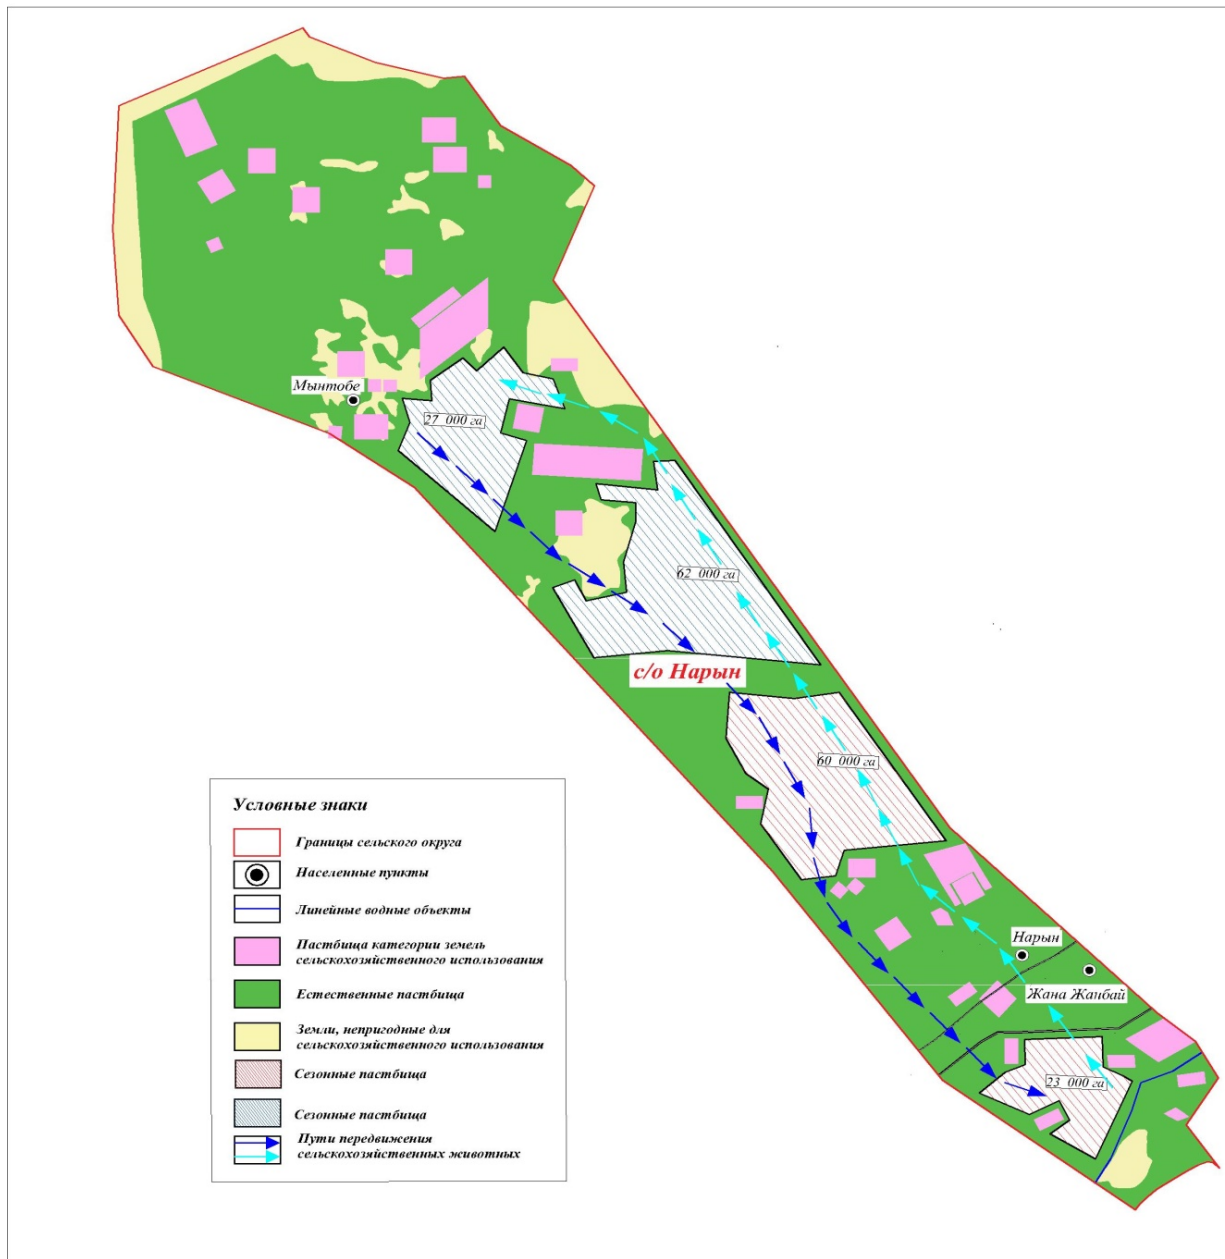 Мынтобе
27 000 га
62 000 га
с/о Нарын
60 000 га
Нарын
Жана Жанбай
23 000 га
Условные знаки
Границы сельского округа
Населенные пункты
Линейные водные объекты
Пастбища категории земель
сельскохозяйственного использования
Естественные пастбища
Земли, непригодные для
сельскохозяйственного использования
Сезонные пастбища
Сезонные пастбища
Пути передвижения
сельскохозяйственных животных